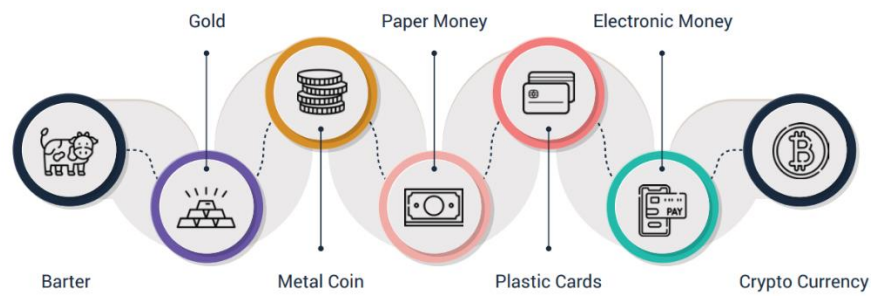 Gold
Paper Money
Electronic Money
PAY
Barter
Metal Coin
Plastic Cards
Crypto Currency